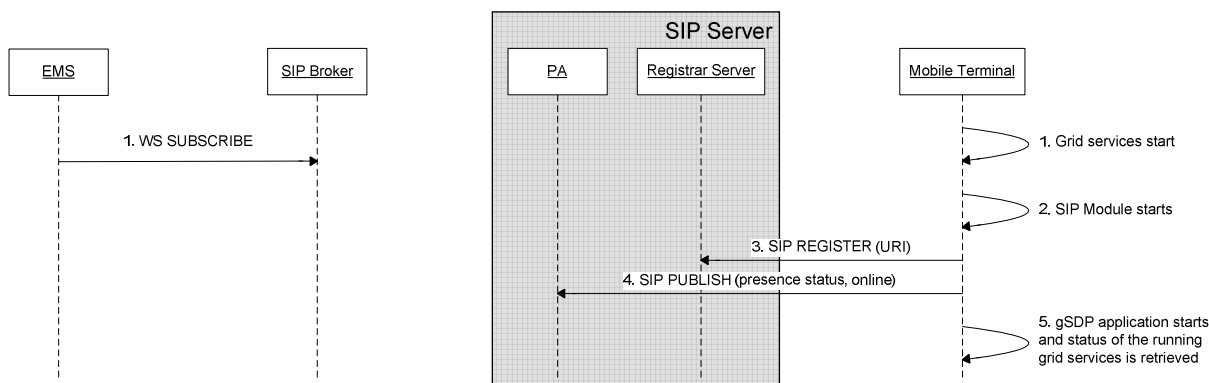 SIP Server
EMS
SIP Broker
PA
Registrar Server
Mobile Terminal
1. WS SUBSCRIBE
1. Grid services start
2. SIP Module starts
3. SIP REGISTER (URI)
4. SIP PUBLISH (presence status, online)
5. gSDP application starts
and status of the running
grid services is retrieved